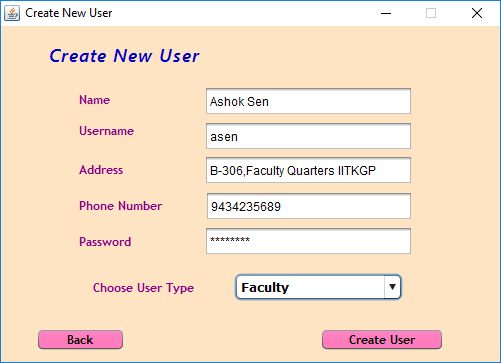 Create New User
Create New User
Name
Ashok Sen
Username
asen
Address
B-306,Faculty Quarters IITKGP
Phone Number
9434235689
Password
********
Choose User Type
Faculty
Back
Create User